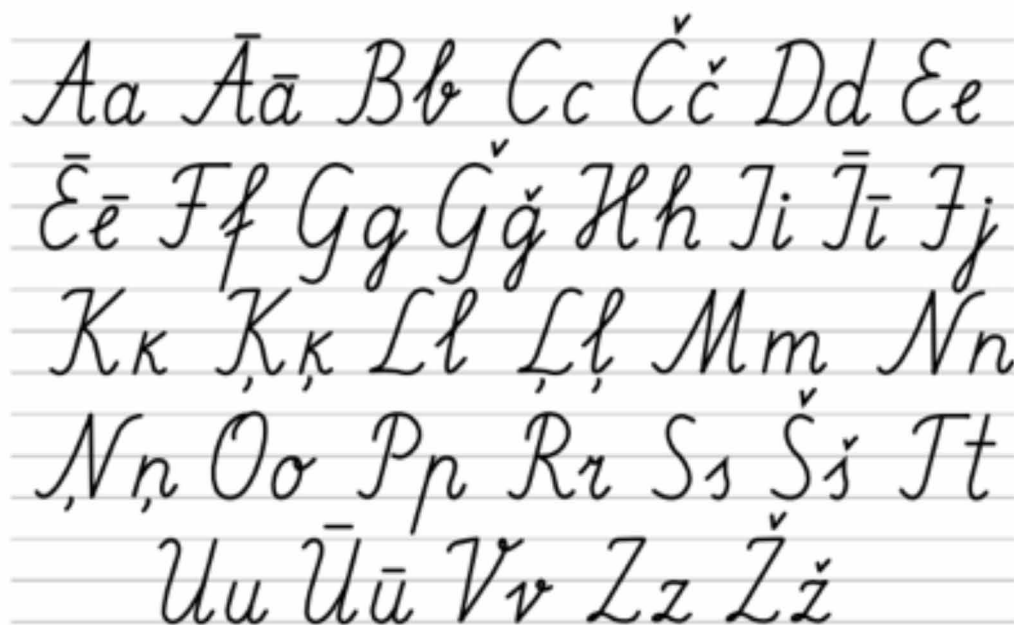 Aa Āā Bb Cc Čč Dd Ee
Ēē Ff Gg Ǧǧ Hh Ii Īī Jj
Kk Ķķ Ll Ļļ Mm Nn
Ņņ Oo Pp Rr Ss Šš Tt
Uu Ūū Vv Zz Žž